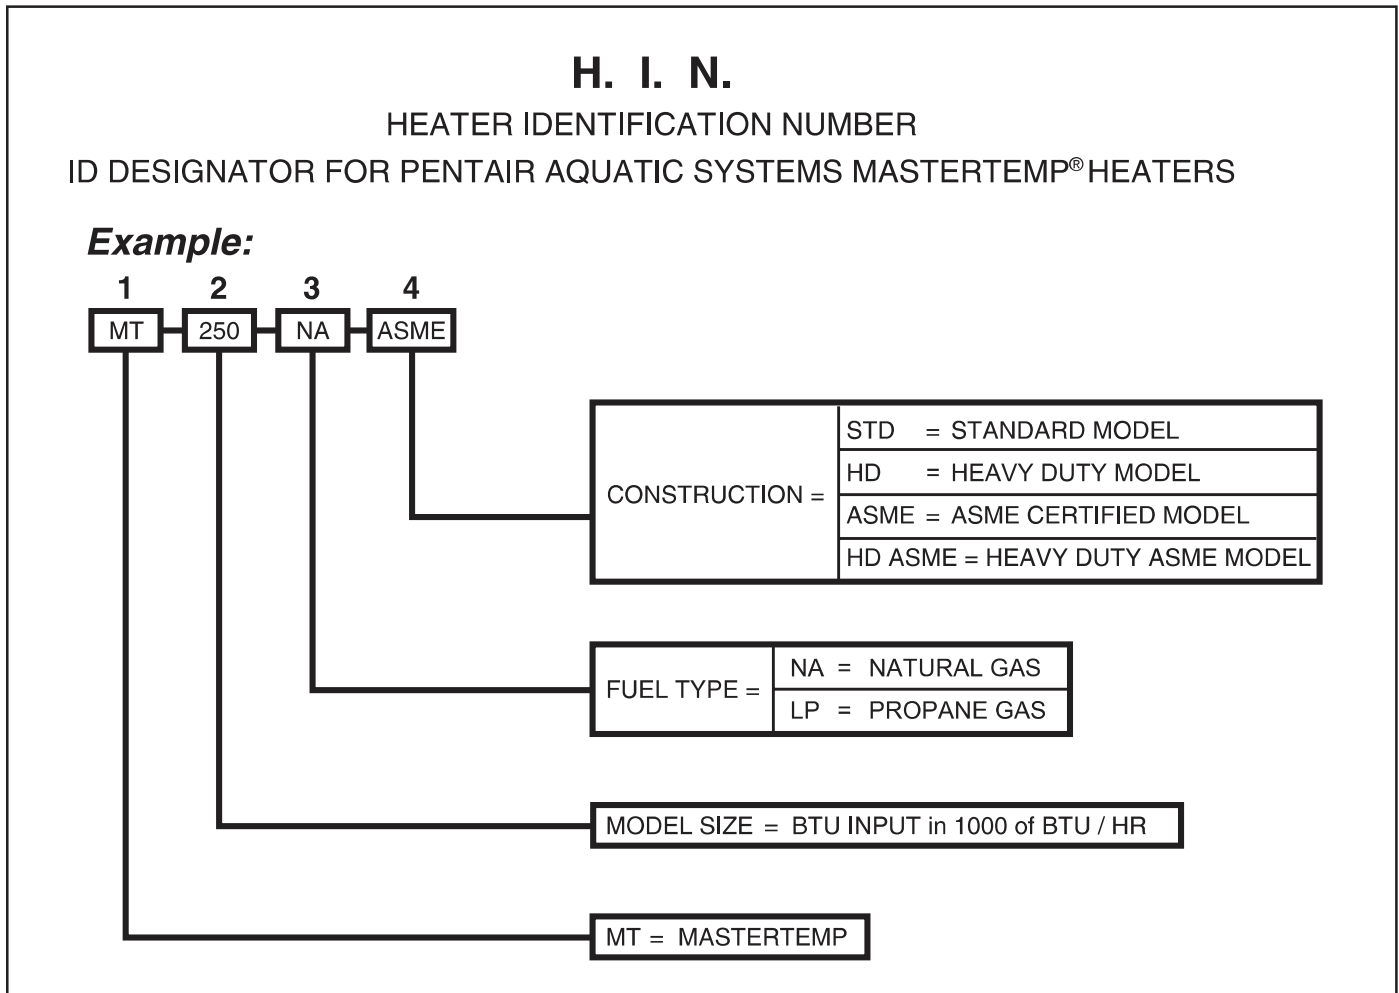 H. I. N.
HEATER IDENTIFICATION NUMBER
ID DESIGNATOR FOR PENTAIR AQUATIC SYSTEMS MASTERTEMP® HEATERS
Example:
1 2 3 4
MT 250 NA ASME
CONSTRUCTION =
STD = STANDARD MODEL
HD = HEAVY DUTY MODEL
ASME = ASME CERTIFIED MODEL
HD ASME = HEAVY DUTY ASME MODEL
FUEL TYPE =
NA = NATURAL GAS
LP = PROPANE GAS
MODEL SIZE = BTU INPUT in 1000 of BTU / HR
MT = MASTERTEMP